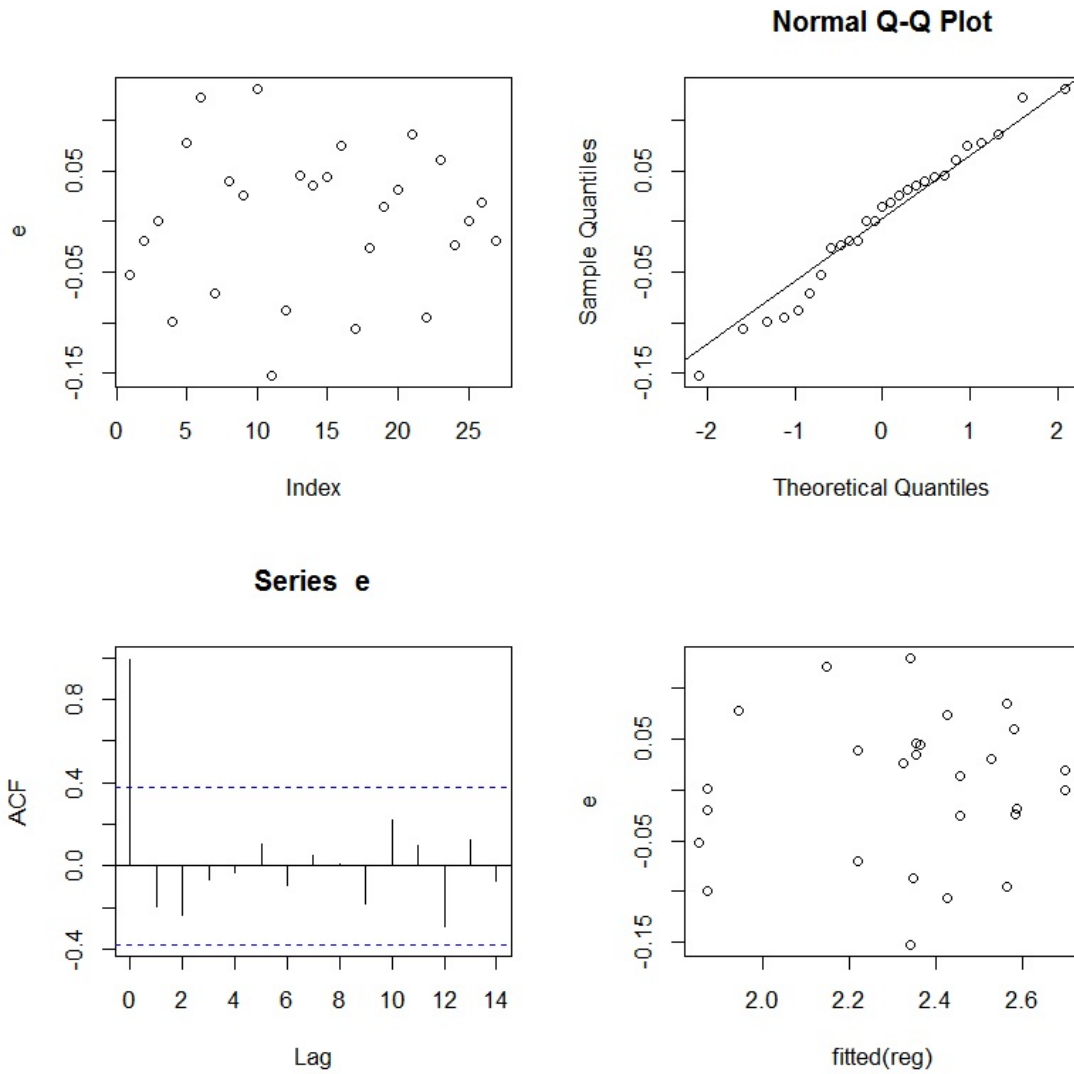 Normal Q-Q Plot
e
-0.15 -0.05 0.05
0 5 10 15 20 25
Index
Sample Quantiles
-0.15 -0.05 0.05
-2 -1 0 1 2
Theoretical Quantiles
Series e
ACF
-0.4 0.0 0.4 0.8
0 2 4 6 8 10 12 14
Lag
e
-0.15 -0.05 0.05
2.0 2.2 2.4 2.6
fitted(reg)